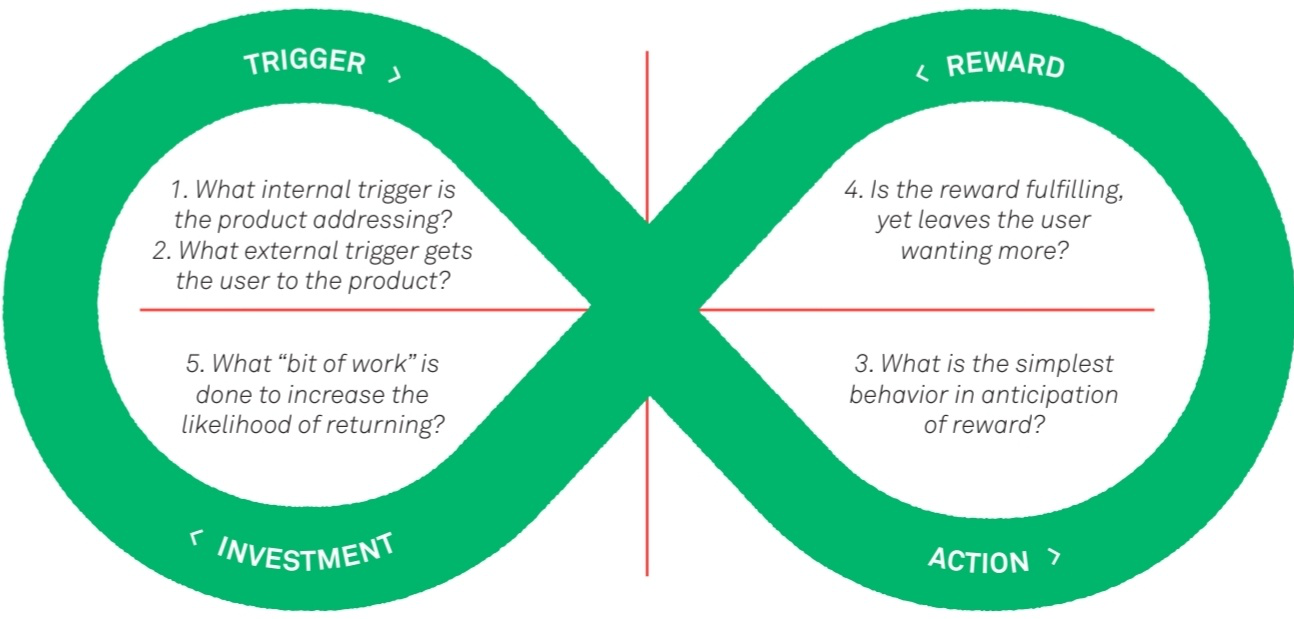 TRIGGER >
1. What internal trigger is
the product addressing?
2. What external trigger gets
the user to the product?
< REWARD
4. Is the reward fulfilling,
yet leaves the user
wanting more?
5. What “bit of work” is
done to increase the
likelihood of returning?
< INVESTMENT
3. What is the simplest
behavior in anticipation
of reward?
ACTION >